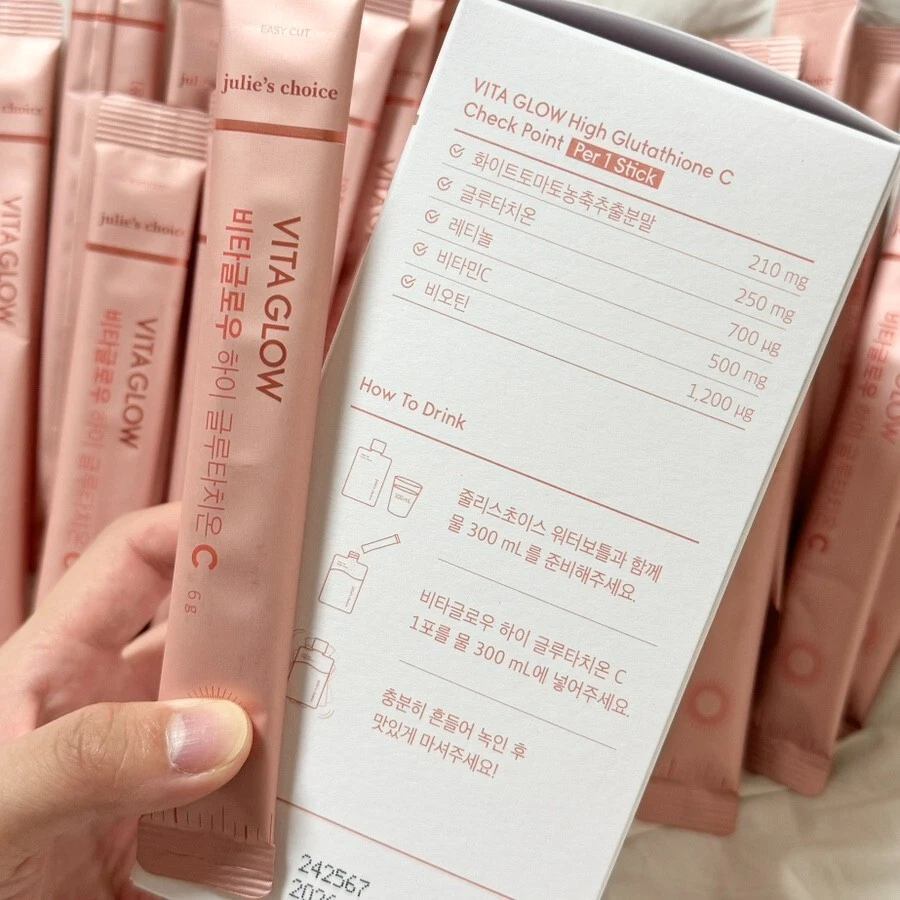 EASY CUT
julie's choice
VITA GLOW
비타글로우 하이 글루타치온 C
6 g
julie's choice
VITA GLOW
비타글로우 하이 글루타치온 C
VITA GLOW
VITA GLOW High Glutathione C
Check Point Per 1 Stick
화이트토마토농축추출분말 210 mg
글루타치온 250 mg
레티놀 700 µg
비타민C 500 mg
비오틴 1,200 µg
How To Drink
줄리스초이스 워터보틀과 함께
물 300 mL 를 준비해주세요.
비타글로우 하이 글루타치온 C
1포를 물 300 mL에 넣어주세요.
충분히 흔들어 녹인 후
맛있게 마셔주세요!
242567